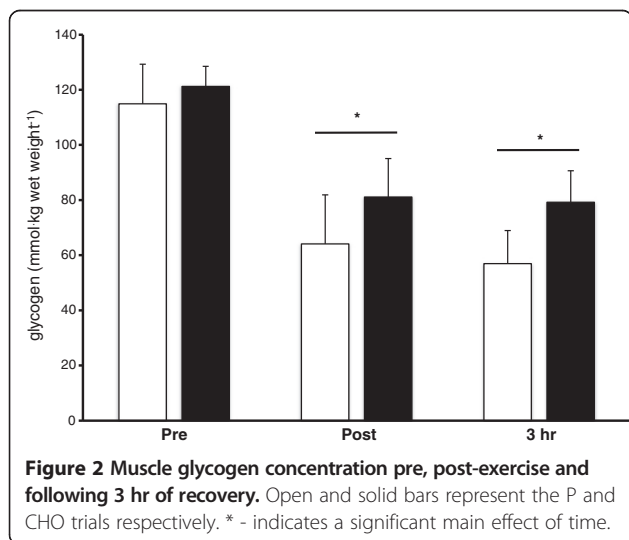 140
120
100
80
60
40
20
0
glycogen (mmol·kg wet weight⁻¹)
*
*
Pre Post 3 hr
Figure 2 Muscle glycogen concentration pre, post-exercise and
following 3 hr of recovery. Open and solid bars represent the P and
CHO trials respectively. * - indicates a significant main effect of time.